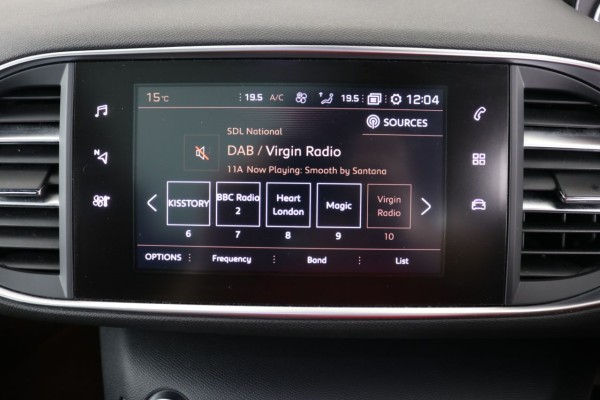 15°C 19.5 A/C 19.5 12:04
SOURCES
SDL National
DAB / Virgin Radio
11A Now Playing: Smooth by Santana
KISSTORY
6
BBC Radio
2
7
Heart
London
8
Magic
9
Virgin
Radio
10
OPTIONS Frequency Band List
N